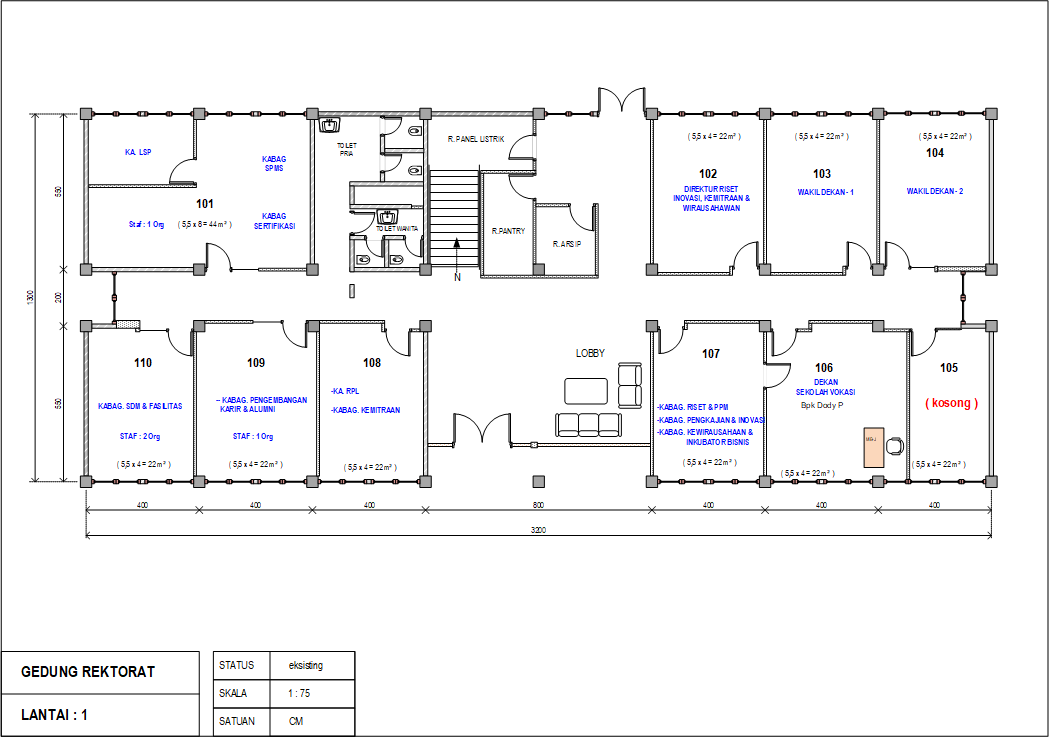 KA. LSP
KABAG
SPMS
101
Staf : 1 Org
( 5,5 x 8 = 44 m² )
KABAG
SERTIFIKASI
TOILET
PRIA
TOILET WANITA
R. PANEL LISTRIK
R.PANTRY
R. ARSIP
N
( 5,5 x 4 = 22 m² )
102
DIREKTUR RISET
INOVASI, KEMITRAAN &
WIRAUSAHAWAN
( 5,5 x 4 = 22 m² )
103
WAKIL DEKAN - 1
( 5,5 x 4 = 22 m² )
104
WAKIL DEKAN - 2
550
200
550
1300
110
KABAG. SDM & FASILITAS
STAF : 2 Org
( 5,5 x 4 = 22 m² )
109
– KABAG. PENGEMBANGAN
KARIR & ALUMNI
STAF : 1 Org
( 5,5 x 4 = 22 m² )
108
-KA. RPL
-KABAG. KEMITRAAN
( 5,5 x 4 = 22 m² )
LOBBY
107
-KABAG. RISET & PPM
-KABAG. PENGKAJIAN & INOVASI
-KABAG. KEWIRAUSAHAAN &
INKUBATOR BISNIS
( 5,5 x 4 = 22 m² )
106
DEKAN
SEKOLAH VOKASI
Bpk Dody P
MEJ
( 5,5 x 4 = 22 m² )
105
( kosong )
( 5,5 x 4 = 22 m² )
400
400
400
800
400
400
400
3200
GEDUNG REKTORAT
LANTAI : 1
STATUS eksisting
SKALA 1 : 75
SATUAN CM